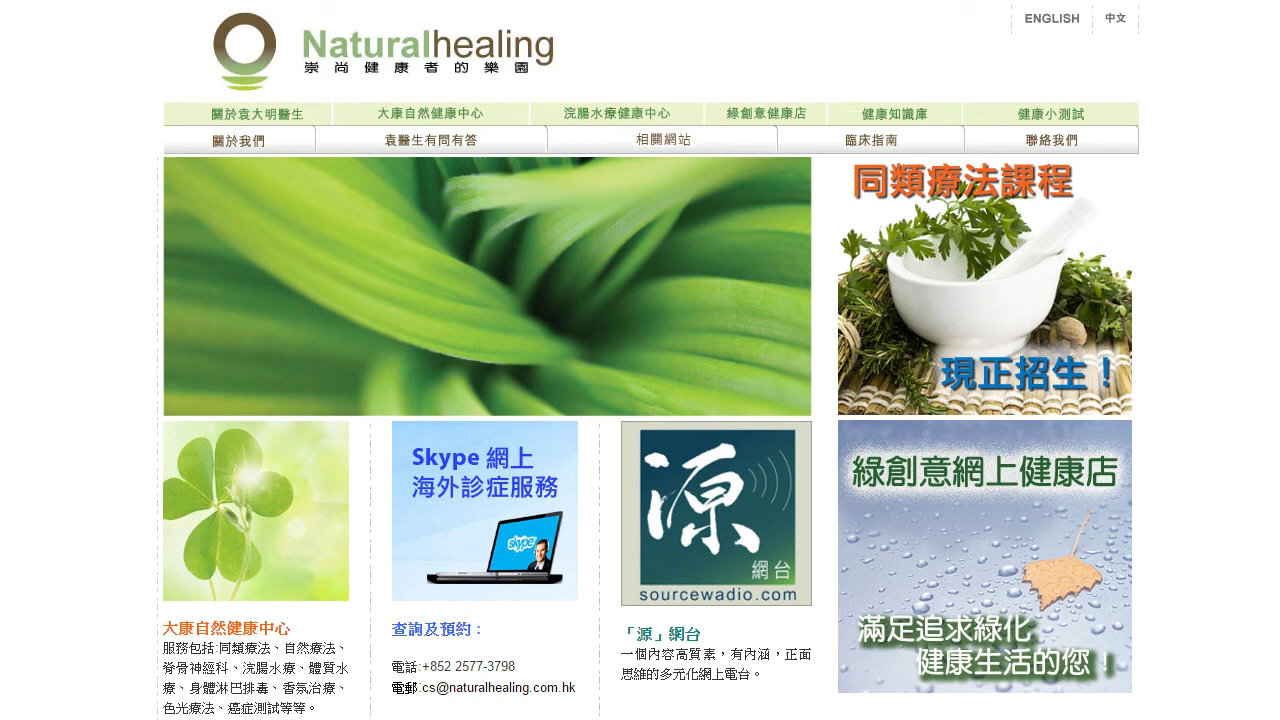 ENGLISH 中文
Naturalhealing
崇尚健康者的樂園
關於袁大明醫生 大康自然健康中心 浣腸水療健康中心 綠創意健康店 健康知識庫 健康小測試
關於我們 袁醫生有問有答 相關網站 臨床指南 聯絡我們
同類療法課程
現正招生！
Skype 網上
海外診症服務
skype
源
網台
sourcewadio.com
綠創意網上健康店
滿足追求綠化
健康生活的您！
大康自然健康中心
服務包括:同類療法、自然療法、
脊骨神經科、浣腸水療、體質水
療、身體淋巴排毒、香氛治療、
色光療法、癌症測試等等。
查詢及預約：
電話:+852 2577-3798
電郵:cs@naturalhealing.com.hk
「源」網台
一個內容高質素，有內涵，正面
思維的多元化網上電台。